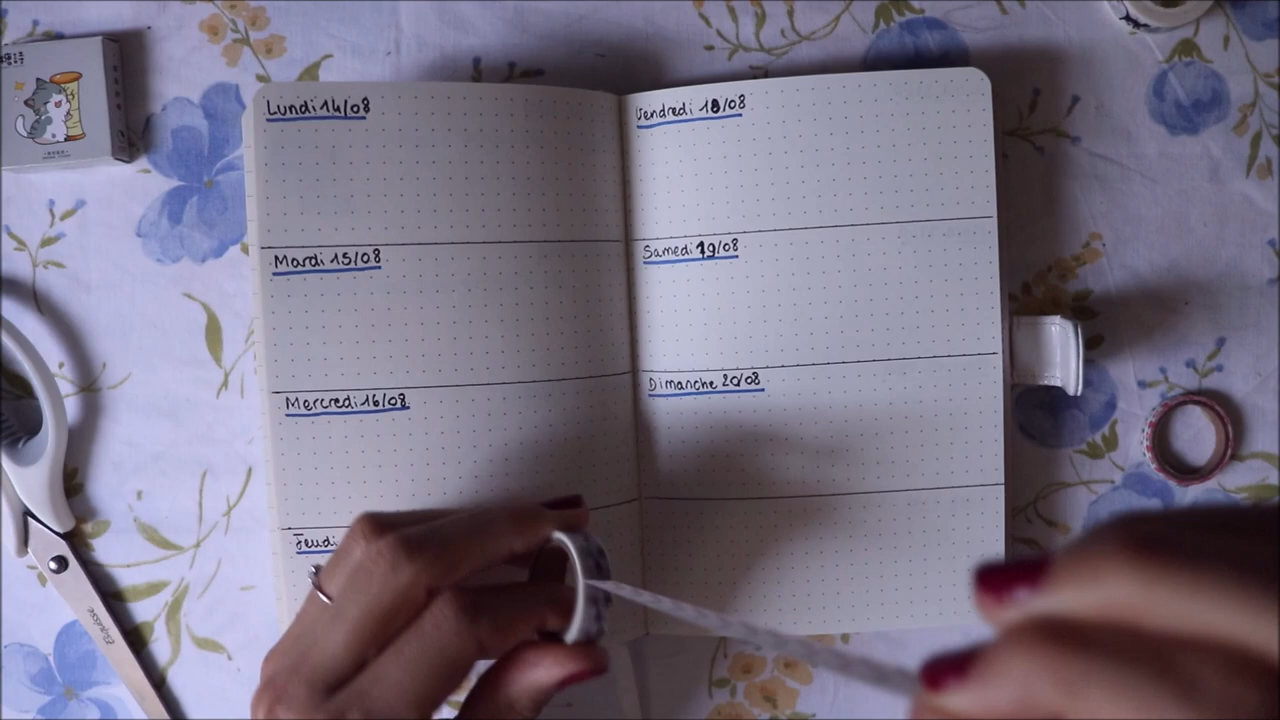 Lundi 14/08
Mardi 15/08
Mercredi 16/08
Jeudi
Vendredi 18/08
Samedi 19/08
Dimanche 20/08